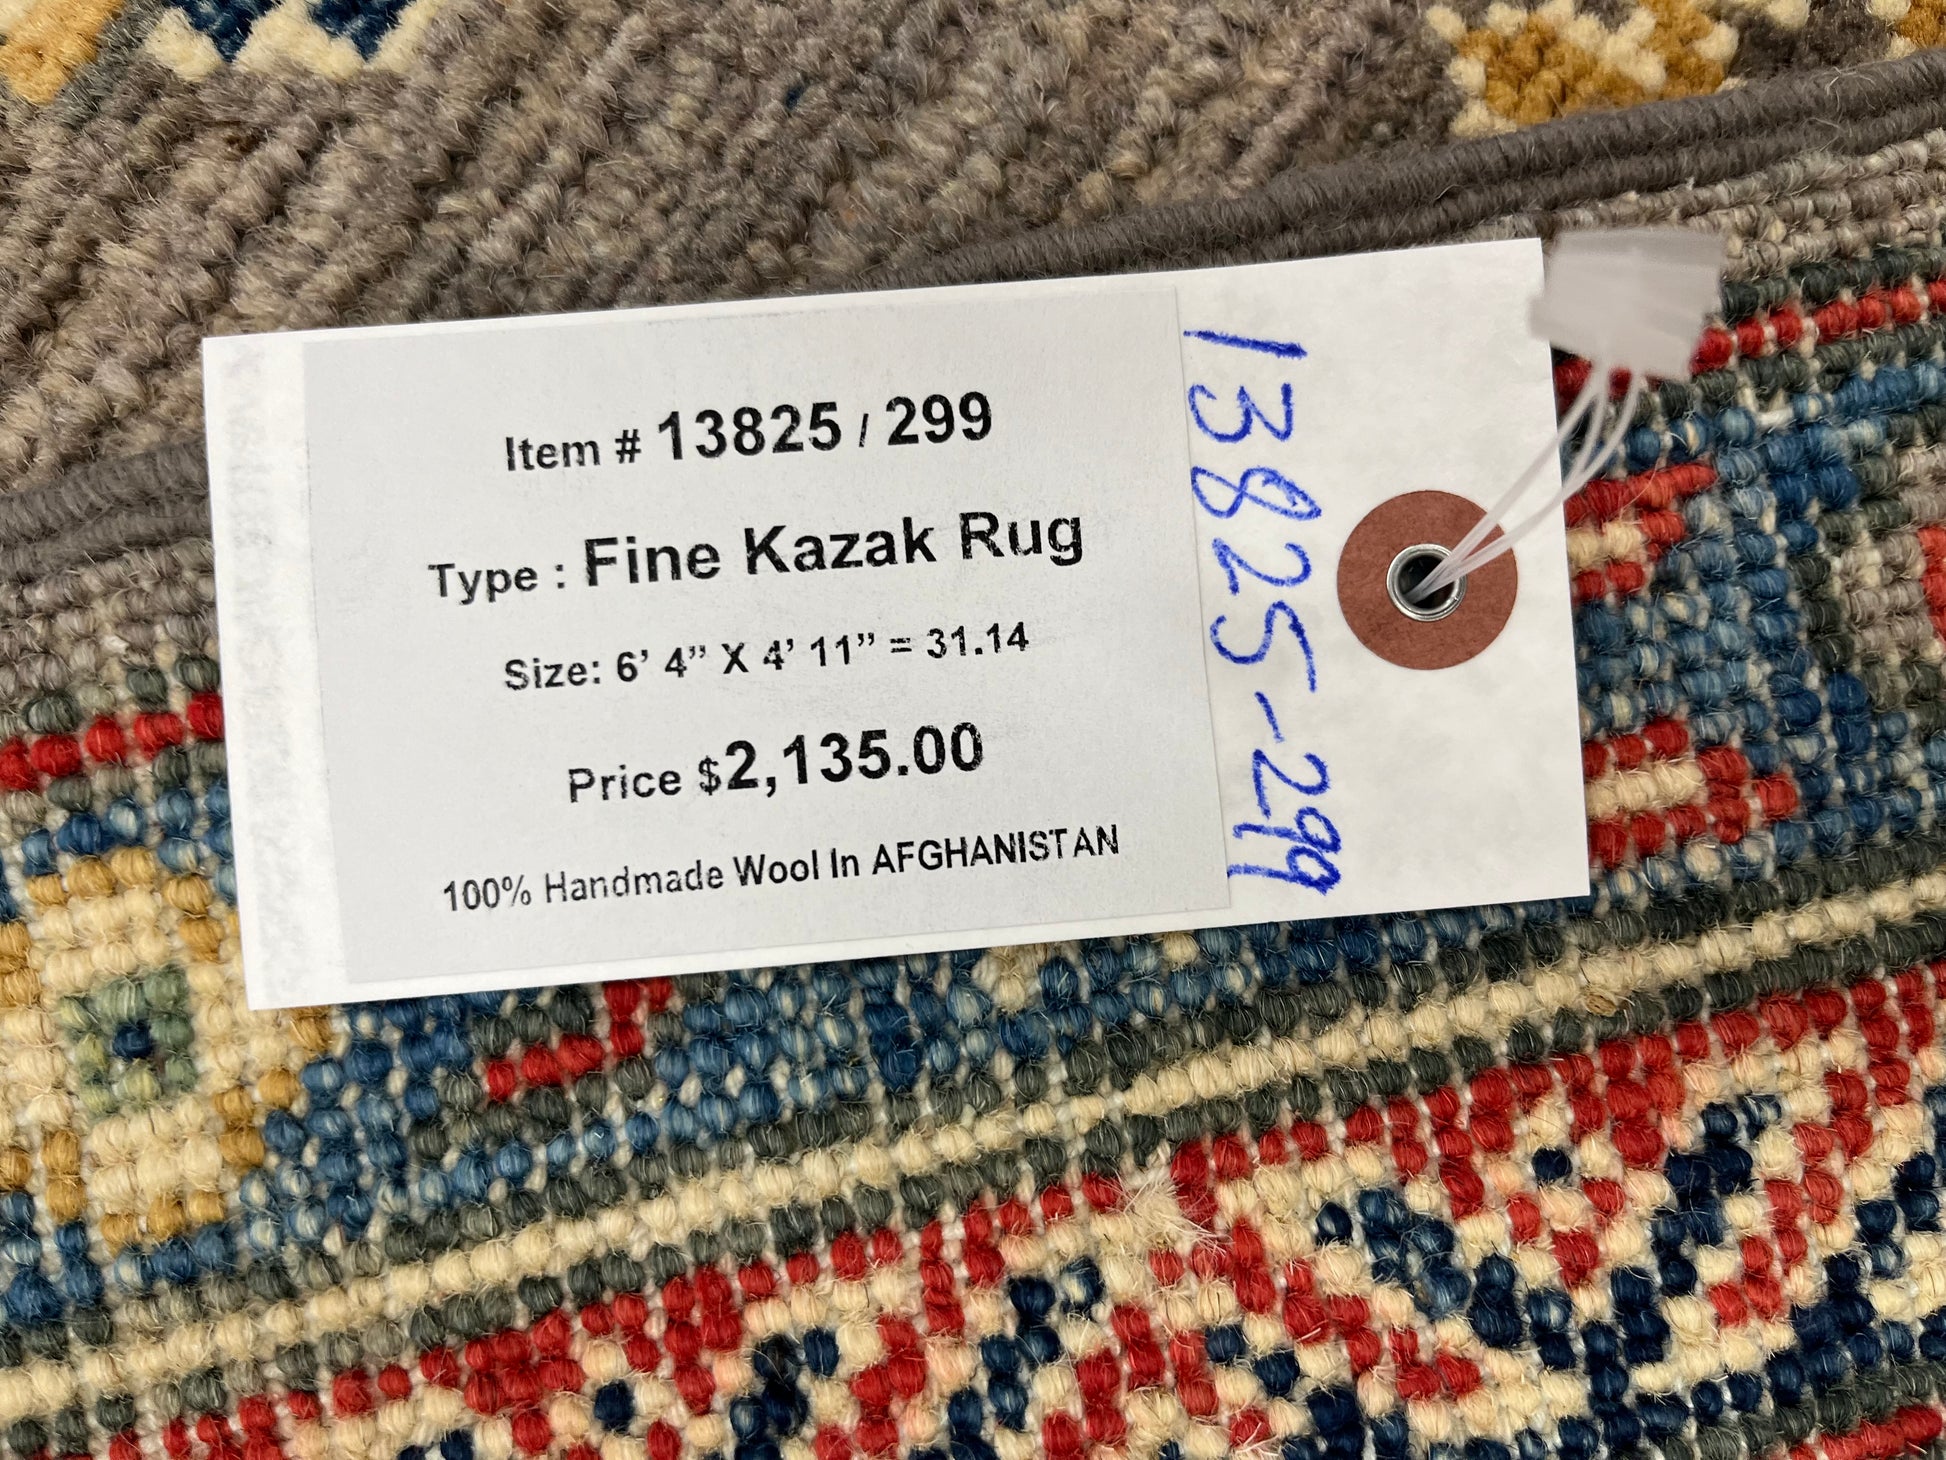 Item # 13825 / 299
Type : Fine Kazak Rug
Size: 6’ 4” X 4’ 11” = 31.14
Price $2,135.00
100% Handmade Wool In AFGHANISTAN
13825-299